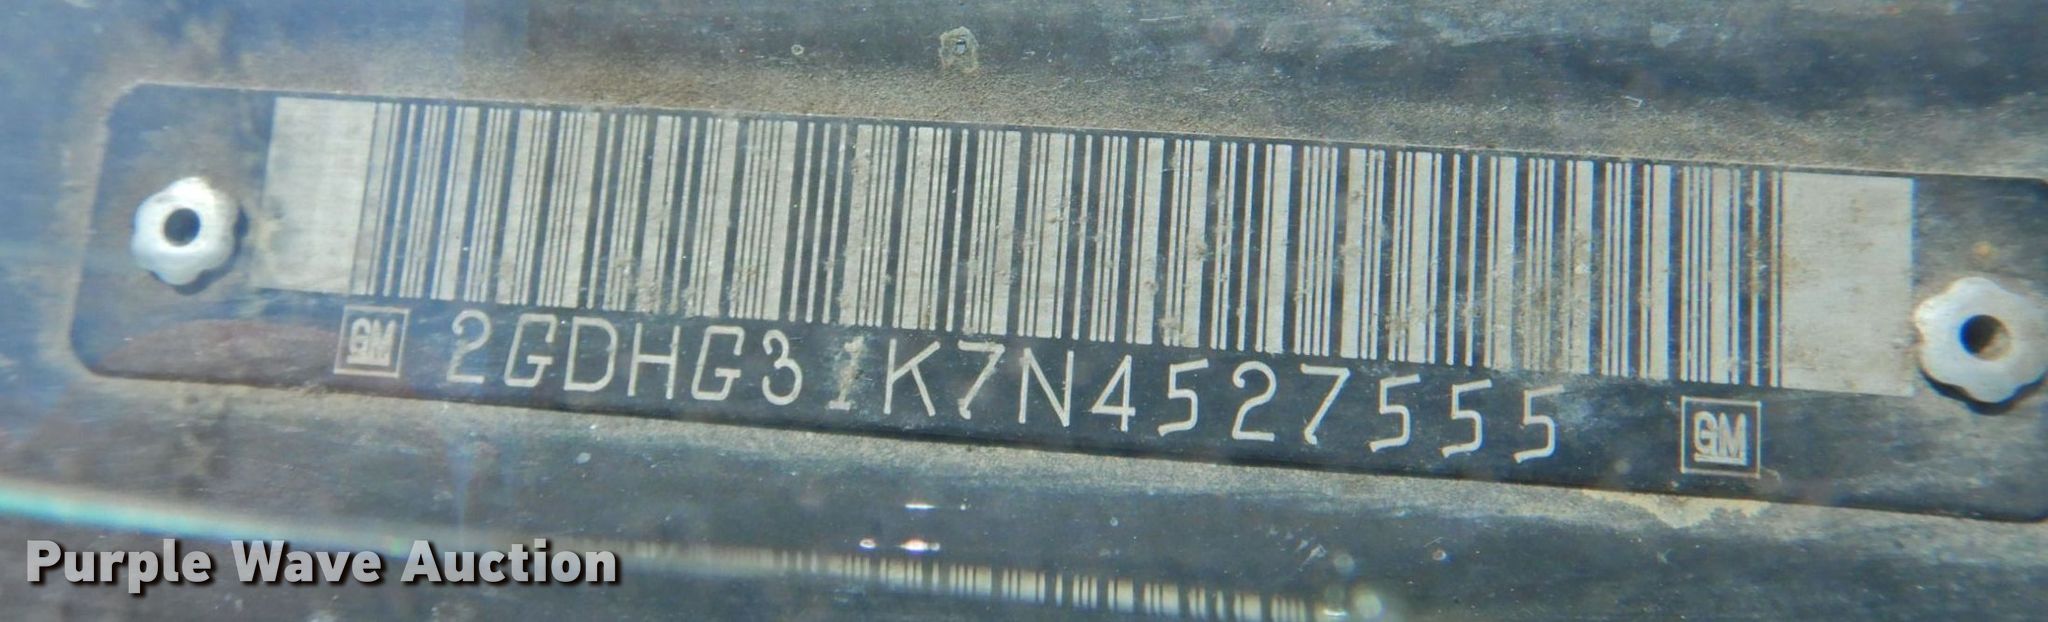 GM 2GDHG31K7N4527555 GM
Purple Wave Auction